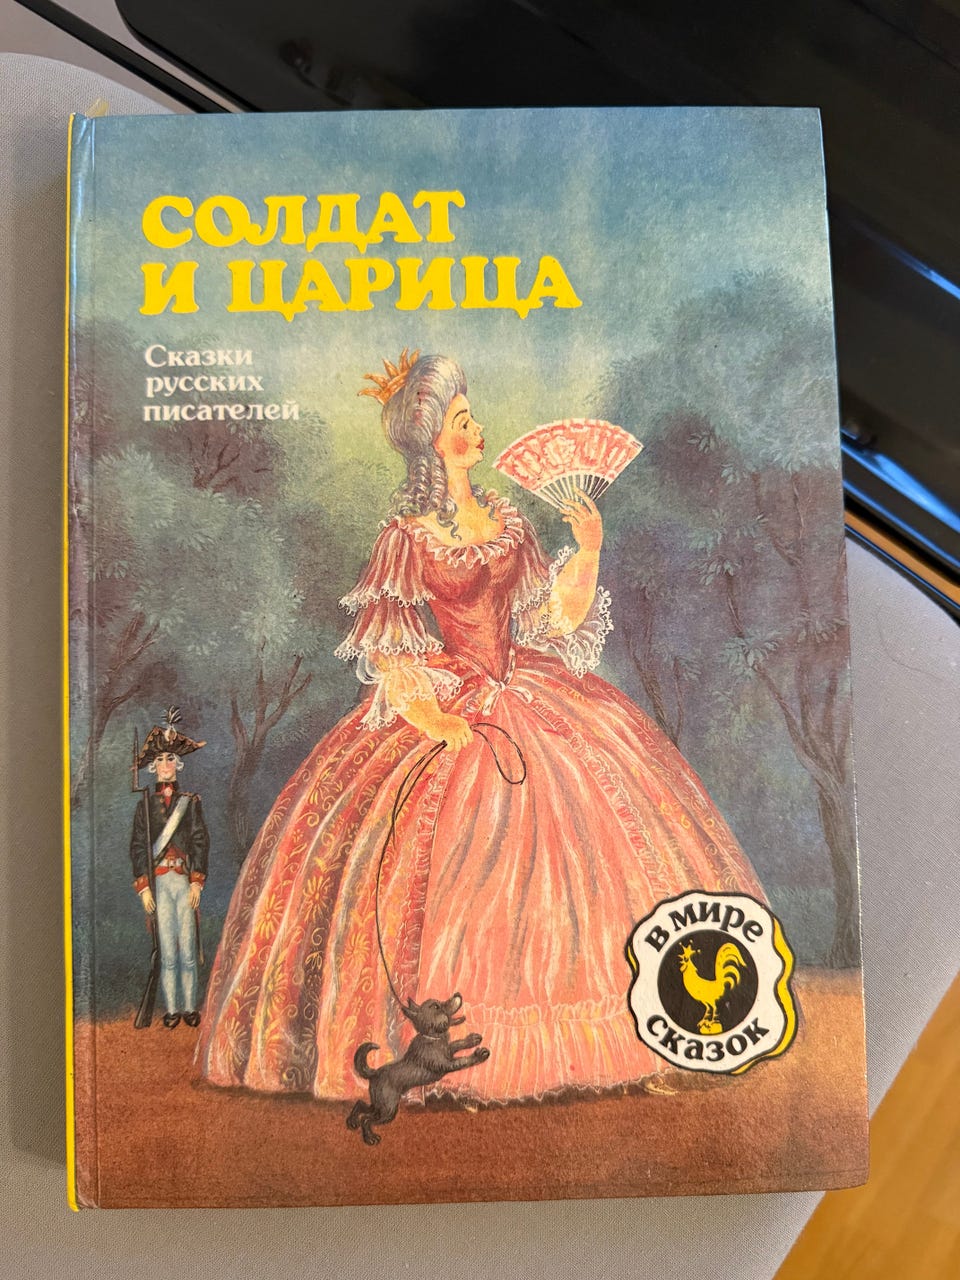 СОЛДАТ
И ЦАРИЦА
Сказки
русских
писателей
в мире
сказок